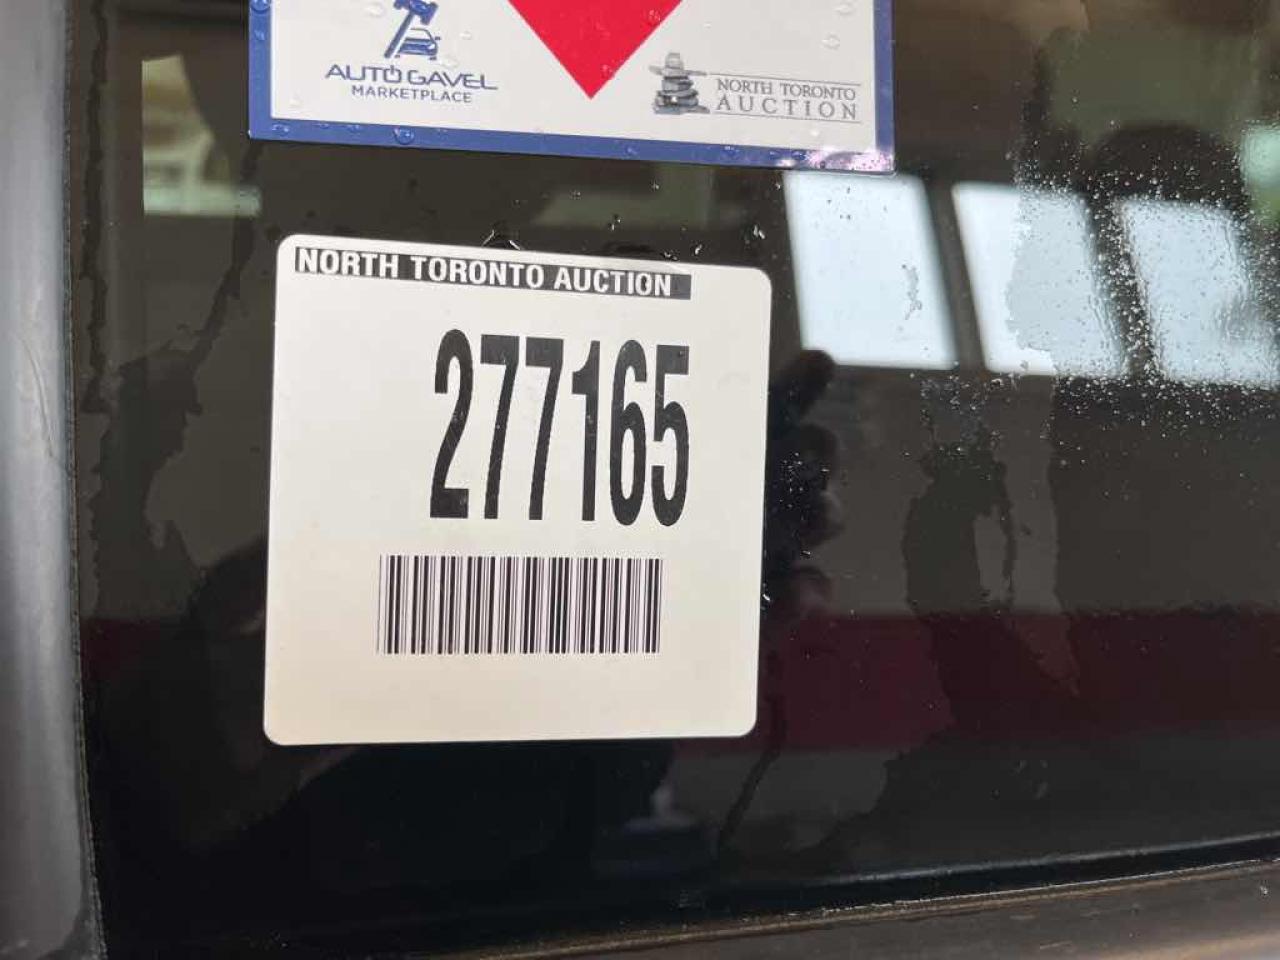 AUTO GAVEL
MARKETPLACE
NORTH TORONTO
AUCTION
NORTH TORONTO AUCTION
277165